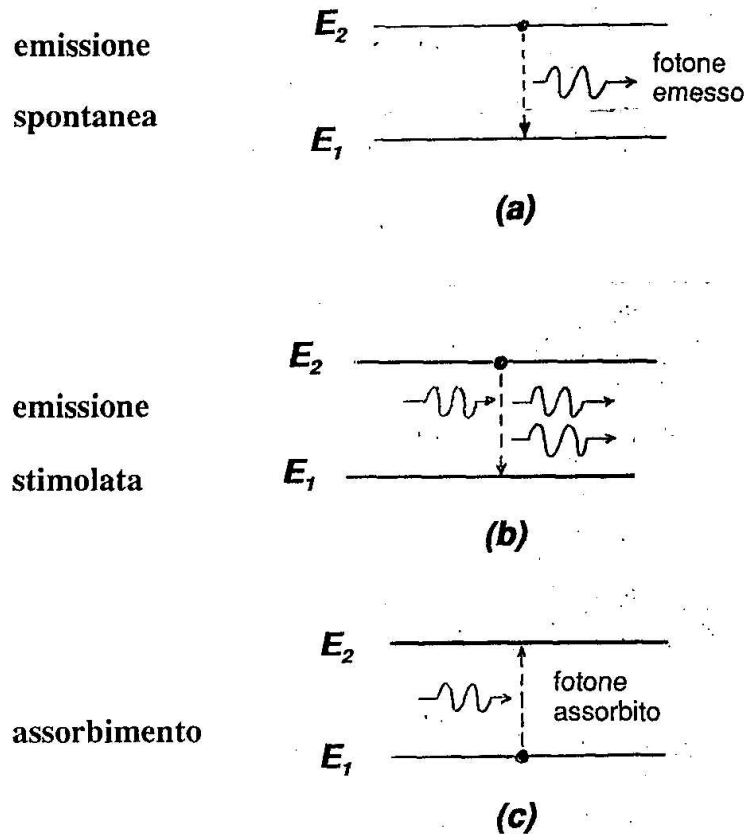 emissione
spontanea
E2
fotone
emesso
E1
(a)
emissione
stimolata
E2
E1
(b)
assorbimento
E2
fotone
assorbito
E1
(c)